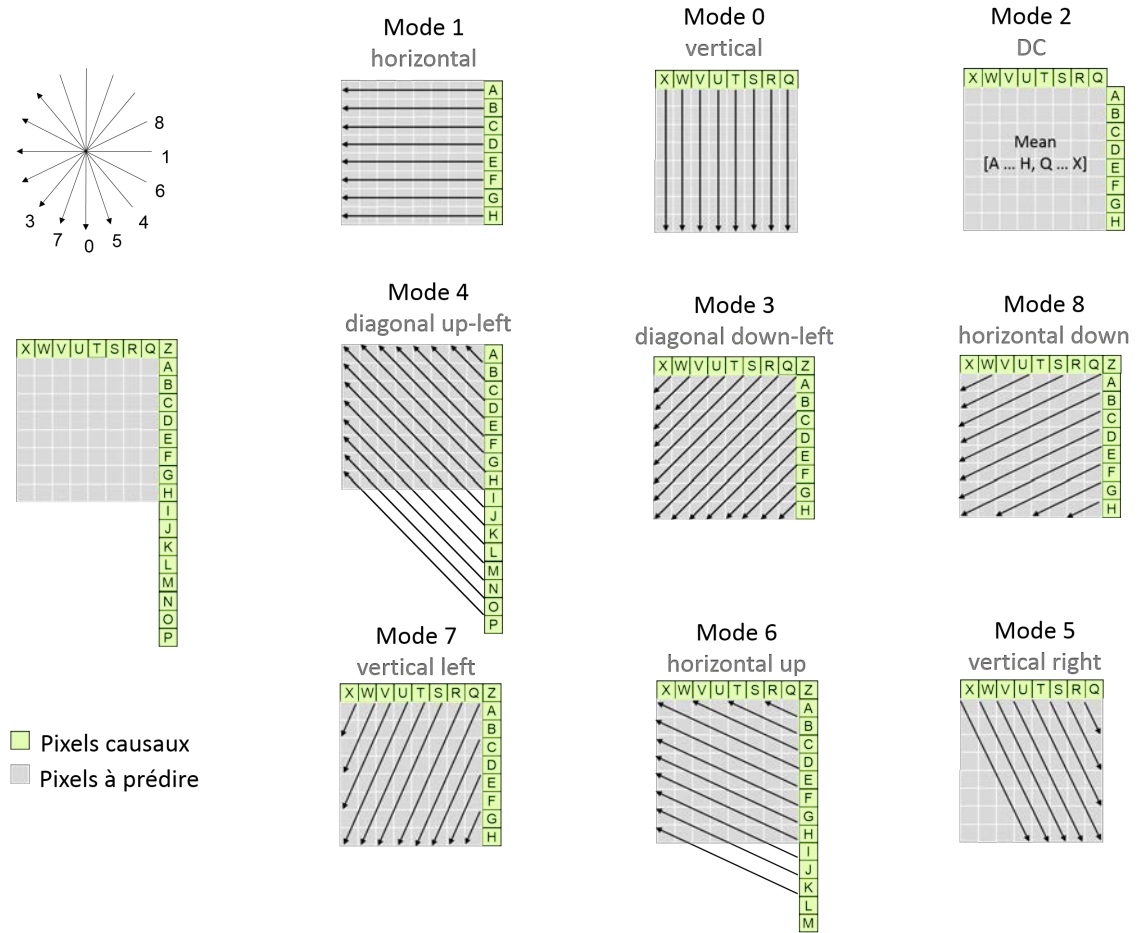 Mode 1
horizontal
A
B
C
D
E
F
G
H
Mode 0
vertical
X W V U T S R Q
Mode 2
DC
X W V U T S R Q
A
B
C
D
E
F
G
H
Mean
[A ... H, Q ... X]
8
1
6
4
5
0
7
3
X W V U T S R Q Z
A
B
C
D
E
F
G
H
I
J
K
L
M
N
O
P
Mode 4
diagonal up-left
A
B
C
D
E
F
G
H
I
J
K
L
M
N
O
P
Mode 3
diagonal down-left
X W V U T S R Q Z
A
B
C
D
E
F
G
H
Mode 8
horizontal down
X W V U T S R Q Z
A
B
C
D
E
F
G
H
Mode 7
vertical left
X W V U T S R Q Z
A
B
C
D
E
F
G
H
Mode 6
horizontal up
X W V U T S R Q Z
A
B
C
D
E
F
G
H
I
J
K
L
M
Mode 5
vertical right
X W V U T S R Q
Pixels causaux
Pixels à prédire